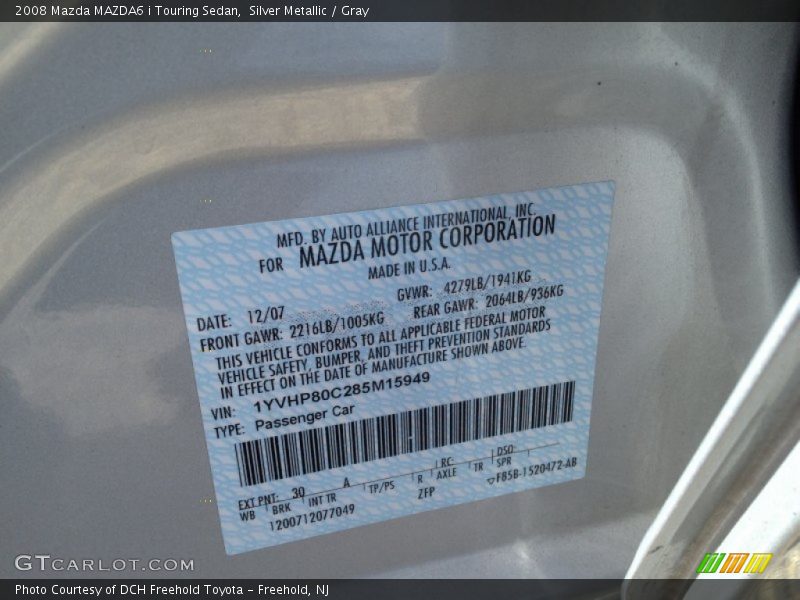 2008 Mazda MAZDA6 i Touring Sedan,  Silver Metallic / Gray
MFD. BY AUTO ALLIANCE INTERNATIONAL, INC.
FOR MAZDA MOTOR CORPORATION
MADE IN U.S.A.
DATE: 12/07 GVWR: 4279LB/1941KG
FRONT GAWR: 2216LB/1005KG REAR GAWR: 2064LB/936KG
THIS VEHICLE CONFORMS TO ALL APPLICABLE FEDERAL MOTOR
VEHICLE SAFETY, BUMPER, AND THEFT PREVENTION STANDARDS
IN EFFECT ON THE DATE OF MANUFACTURE SHOWN ABOVE.
VIN: 1YVHP80C285M15949
TYPE: Passenger Car
EXT PNT: 30 A RC: DSO:
WB BRK INT TR TP/PS R AXLE TR SPR
1200712077049 ZFP ▽F85B-1520472-AB
GTCARLOT.COM
Photo Courtesy of DCH Freehold Toyota - Freehold, NJ